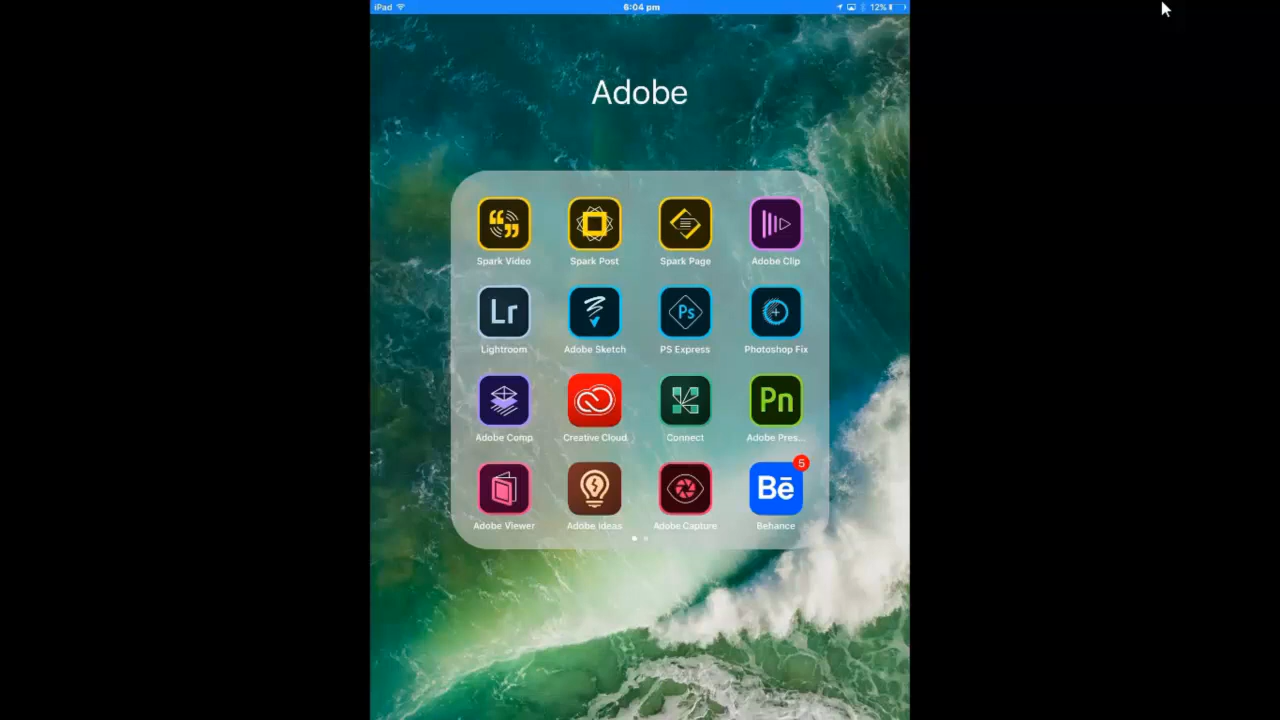 iPad 6:04 pm 12%
Adobe
Spark Video Spark Post Spark Page Adobe Clip
Lr Ps
Lightroom Adobe Sketch PS Express Photoshop Fix
Pn
Adobe Comp Creative Cloud Connect Adobe Pres...
Bē 5
Adobe Viewer Adobe Ideas Adobe Capture Behance